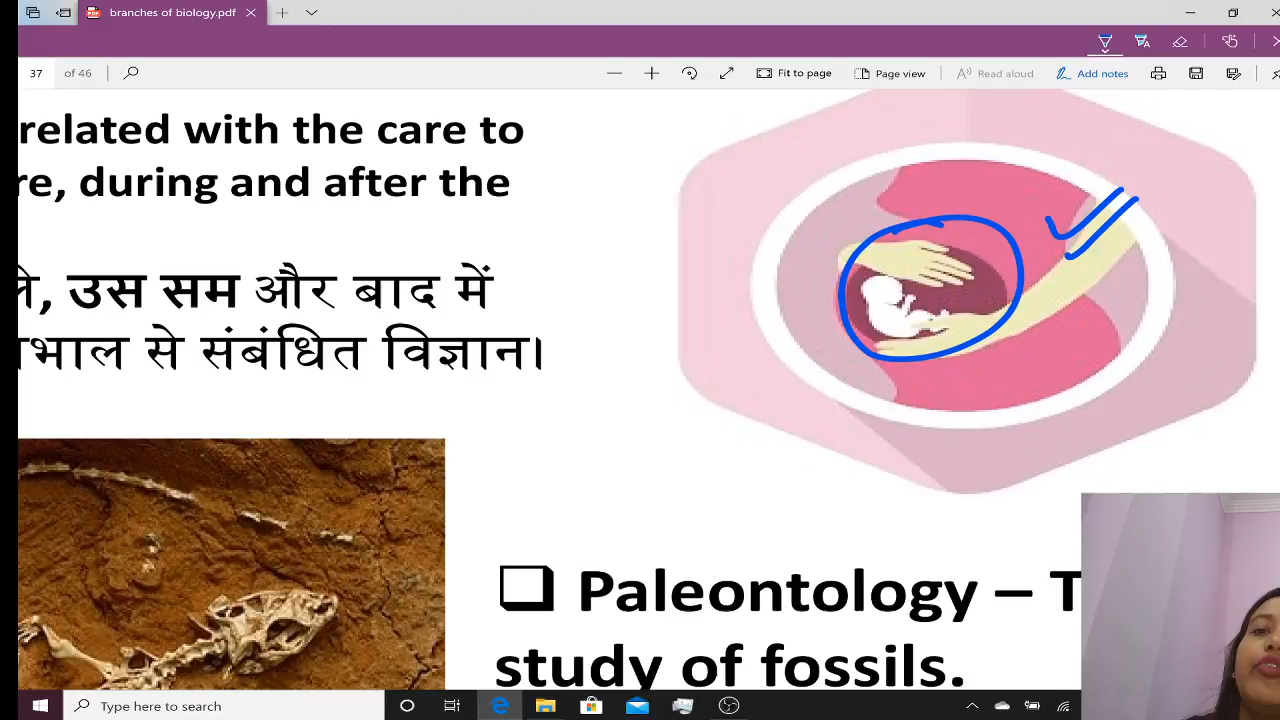 branches of biology.pdf
37 of 46
Fit to page
Page view
Read aloud
Add notes
related with the care to
re, during and after the
ले, उस सम और बाद में
भाल से संबंधित विज्ञान।
❑ Paleontology – T
study of fossils.
Type here to search